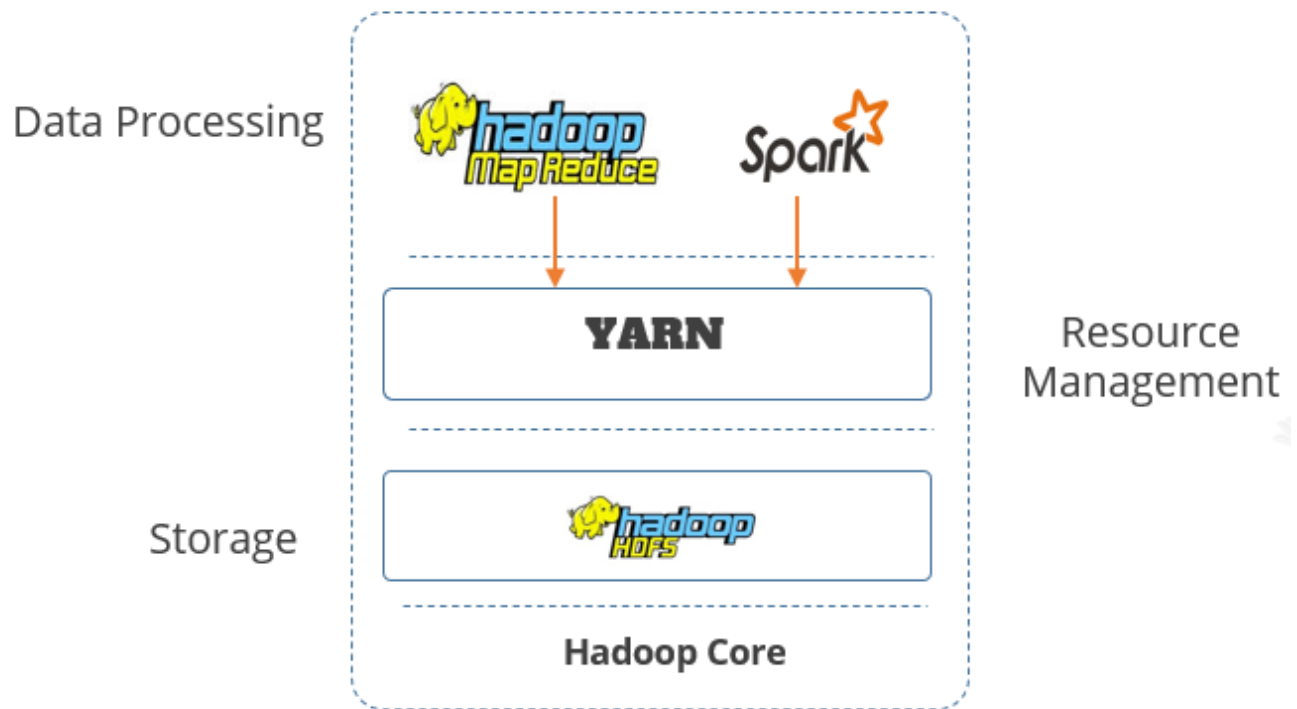 Data Processing
hadoop
Map Reduce
Spark
YARN
Resource
Management
Storage
hadoop
HDFS
Hadoop Core